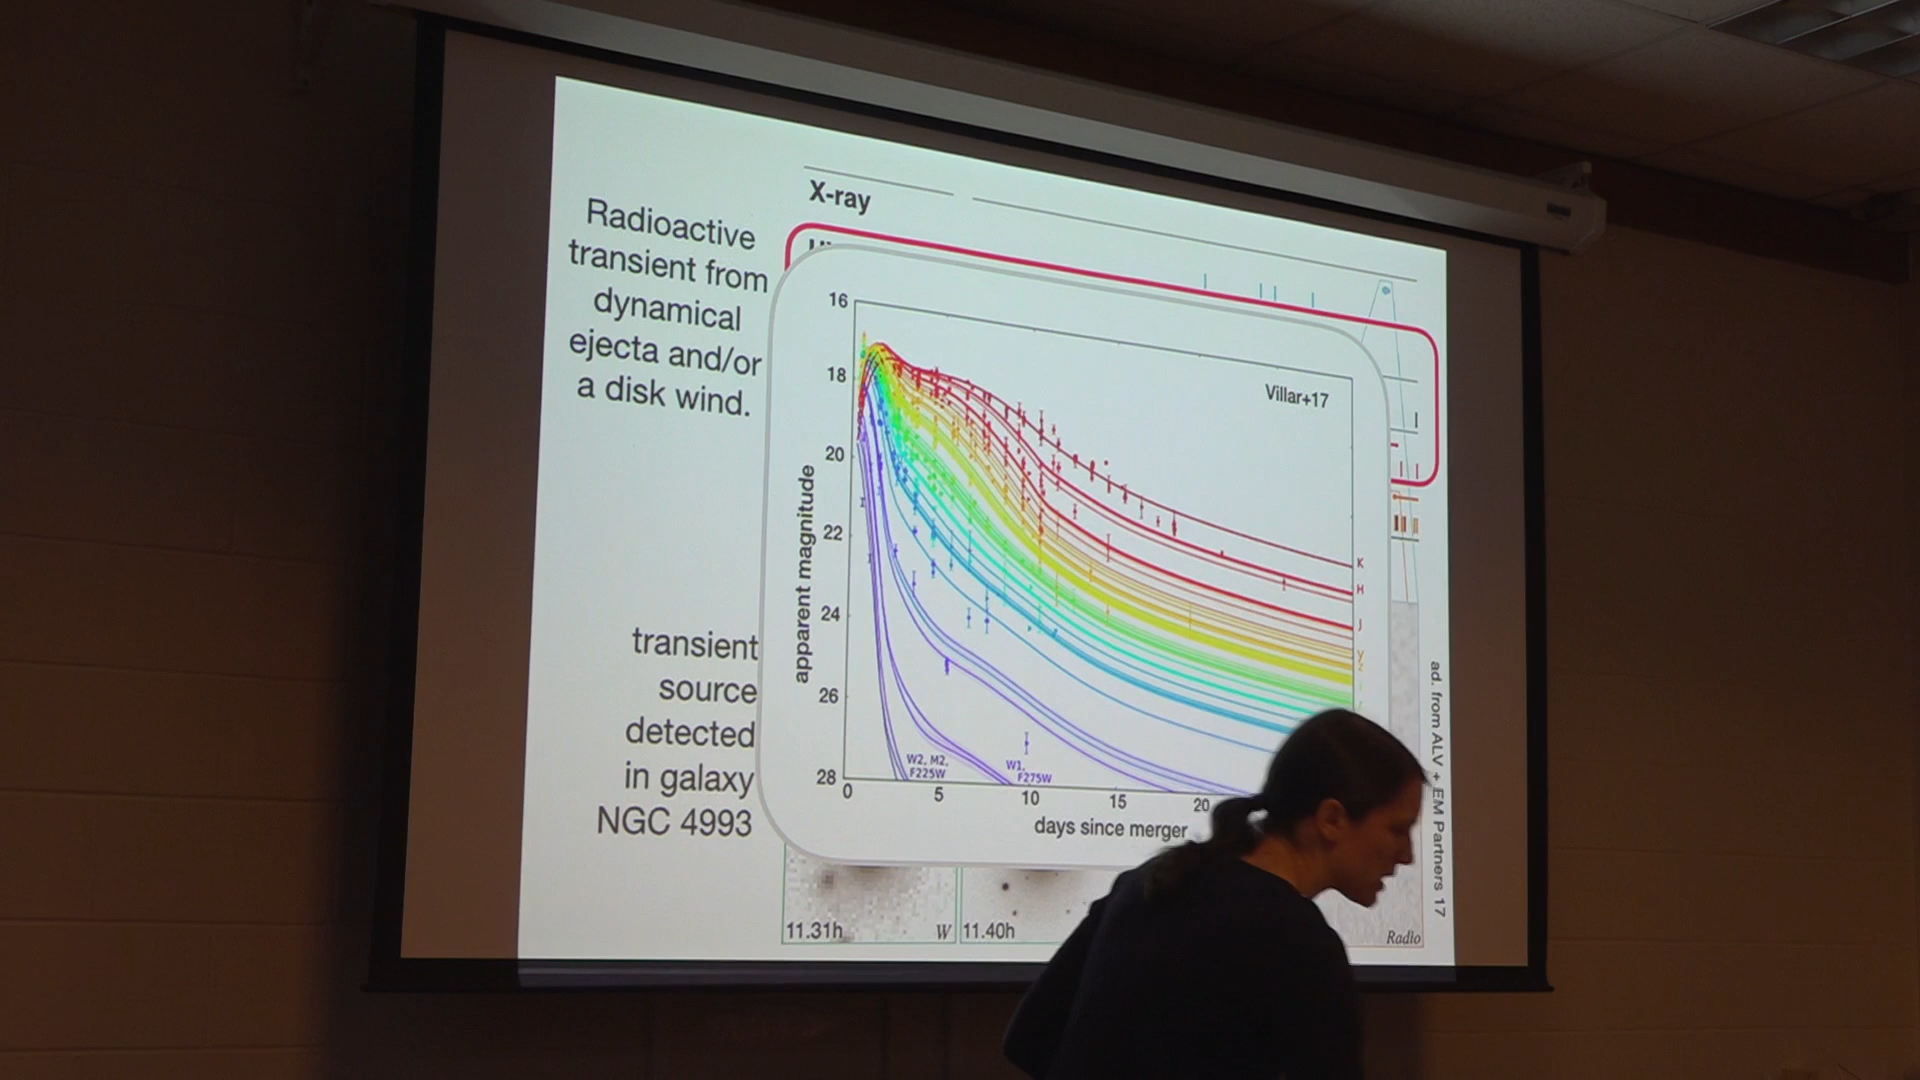 X-ray
Radioactive
transient from
dynamical
ejecta and/or
a disk wind.
transient
source
detected
in galaxy
NGC 4993
Villar+17
16
18
20
22
24
26
28
apparent magnitude
K
H
J
Y
z
W2, M2,
F225W
W1,
F275W
0
5
10
15
20
days since merger
ad. from ALV + EM Partners 17
11.31h
W
11.40h
Radio